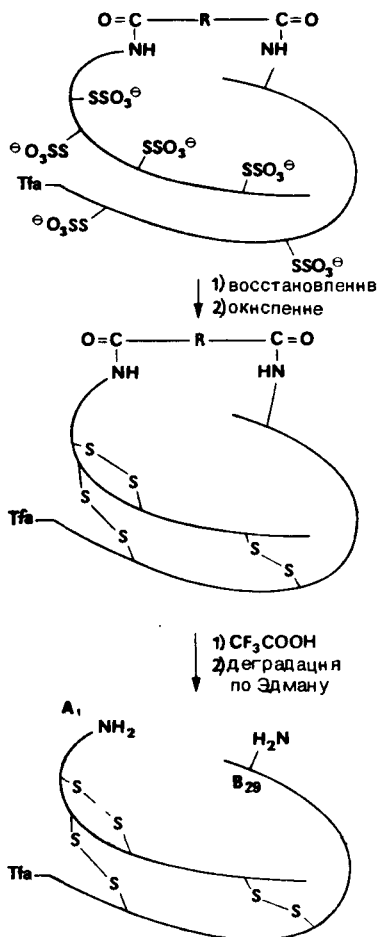 O=C—R—C=O
NH NH
SSO₃⊖
⊖O₃SS SSO₃⊖ SSO₃⊖
Tfa
⊖O₃SS
SSO₃⊖
1) восстановление
2) окиспение
O=C—R—C=O
NH HN
S
S
S
S
Tfa
S
S
1) CF₃COOH
2) деградация
по Эдману
A₁
NH₂ H₂N
B₂₉
S
S
S
S
Tfa
S
S